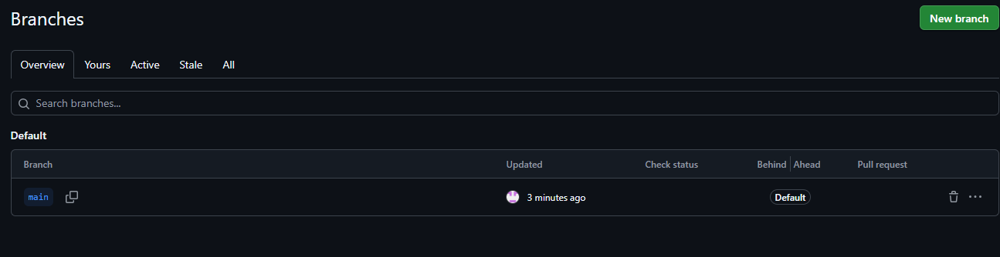 Branches
New branch
Overview Yours Active Stale All
Search branches...
Default
Branch Updated Check status Behind Ahead Pull request
main 3 minutes ago Default